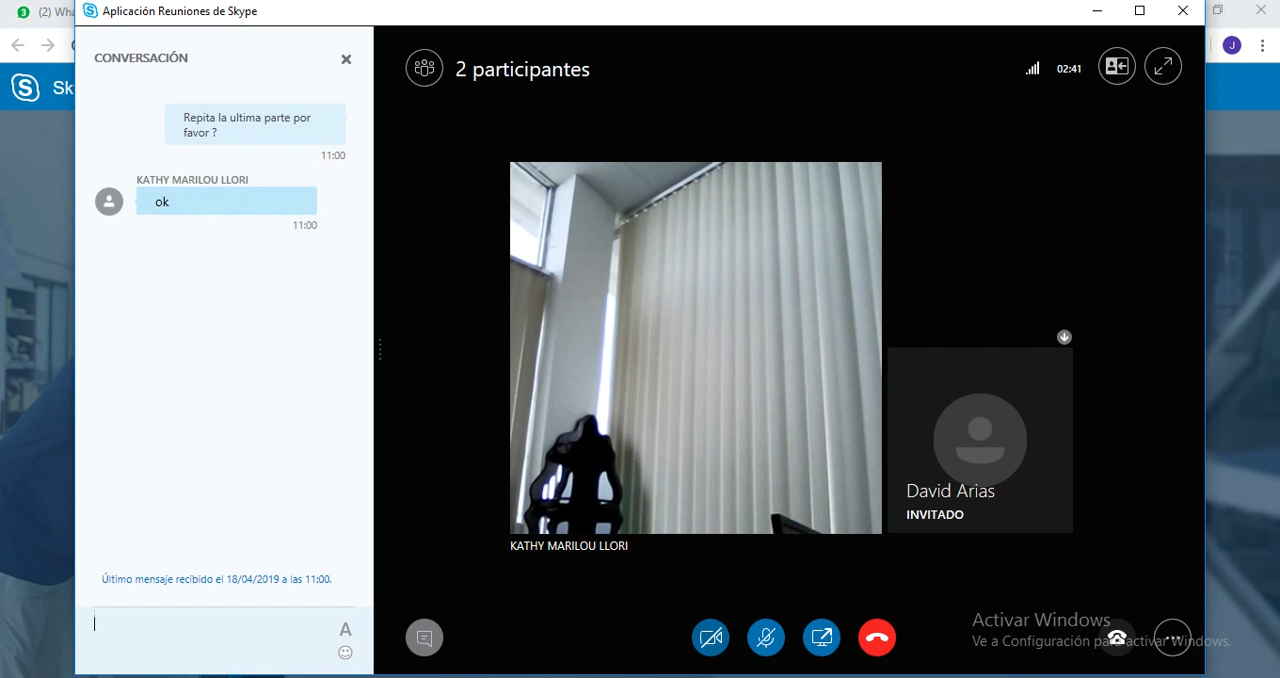 3 (2) Wha
Aplicación Reuniones de Skype
J
S Sk
CONVERSACIÓN
Repita la ultima parte por
favor ?
11:00
KATHY MARILOU LLORI
ok
11:00
Último mensaje recibido el 18/04/2019 a las 11:00.
A
2 participantes
02:41
KATHY MARILOU LLORI
David Arias
INVITADO
Activar Windows
Ve a Configuración para activar Windows.